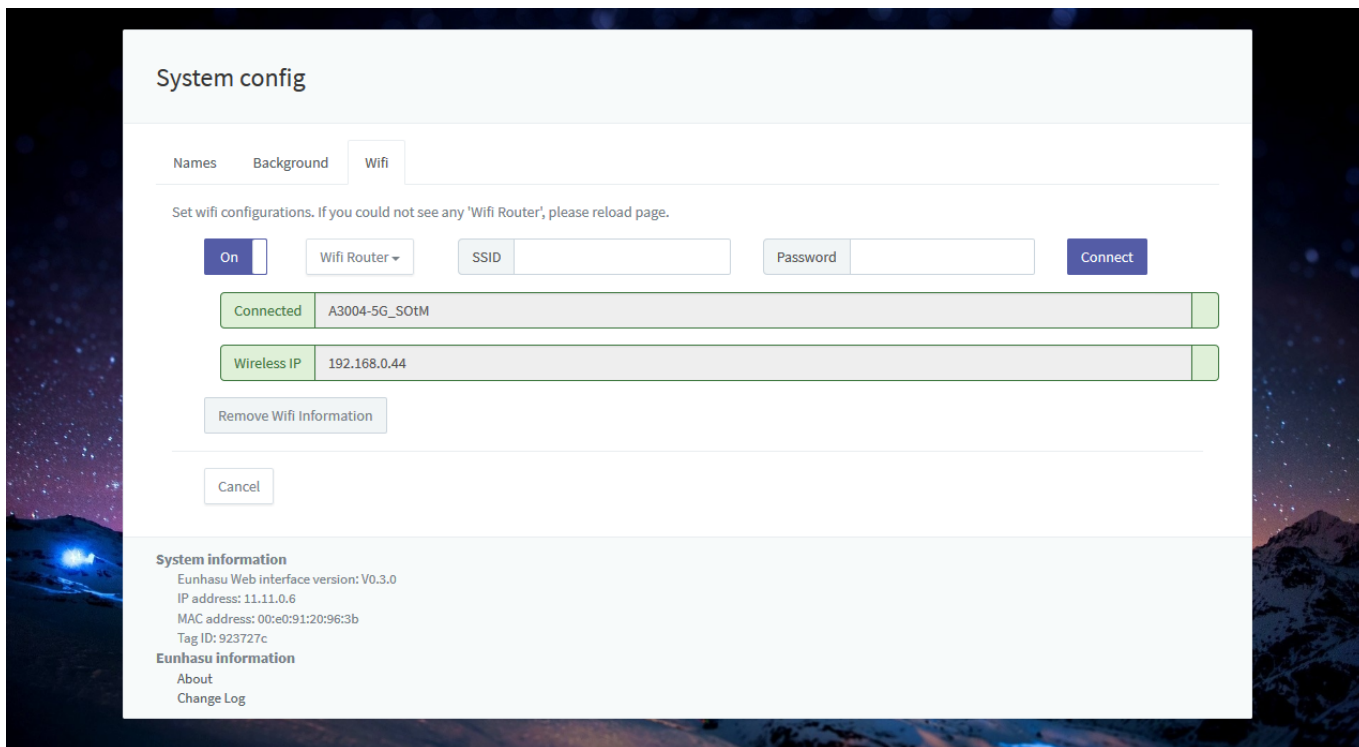 System config
Names Background Wifi
Set wifi configurations. If you could not see any 'Wifi Router', please reload page.
On Wifi Router SSID Password Connect
Connected A3004-5G_SOtM
Wireless IP 192.168.0.44
Remove Wifi Information
Cancel
System information
Eunhasu Web interface version: V0.3.0
IP address: 11.11.0.6
MAC address: 00:e0:91:20:96:3b
Tag ID: 923727c
Eunhasu information
About
Change Log